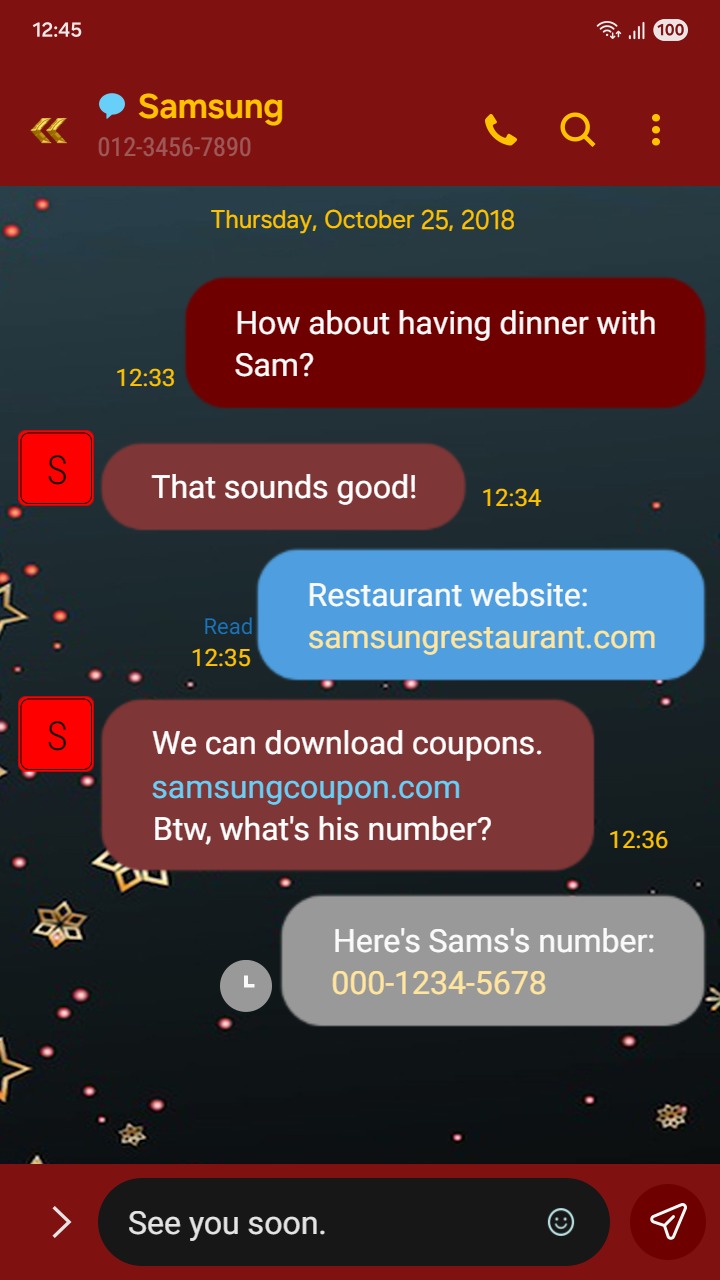 12:45
100
Samsung
012-3456-7890
Thursday, October 25, 2018
How about having dinner with
Sam?
12:33
S
That sounds good!
12:34
Restaurant website:
samsungrestaurant.com
Read
12:35
S
We can download coupons.
samsungcoupon.com
Btw, what's his number?
12:36
Here's Sams's number:
000-1234-5678
See you soon.